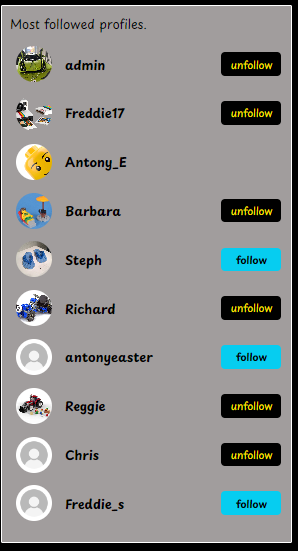 Most followed profiles.
admin unfollow
Freddie17 unfollow
Antony_E
Barbara unfollow
Steph follow
Richard unfollow
antonyeaster follow
Reggie unfollow
Chris unfollow
Freddie_s follow